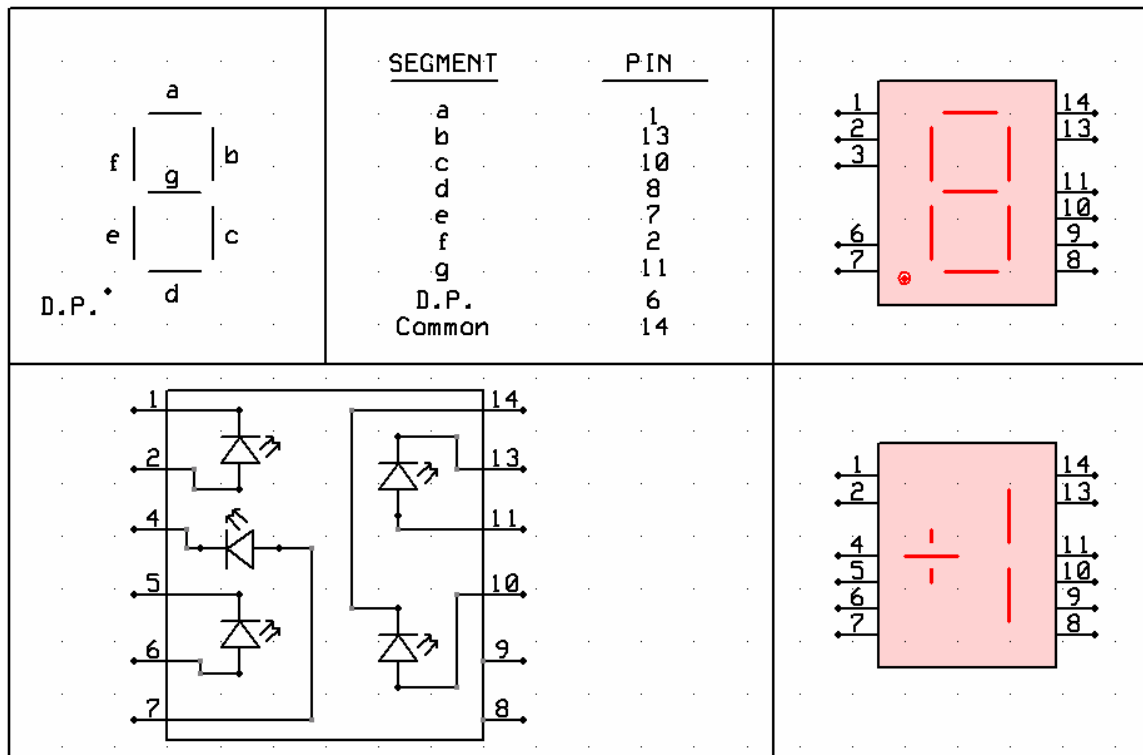 a
f
b
g
e
c
D.P.
d
SEGMENT PIN
a 1
b 13
c 10
d 8
e 7
f 2
g 11
D.P. 6
Common 14
1 14
2 13
3
11
10
6 9
7 8
1 14
2 13
4 11
5 10
6 9
7 8
1 14
2 13
4 11
5 10
6 9
7 8